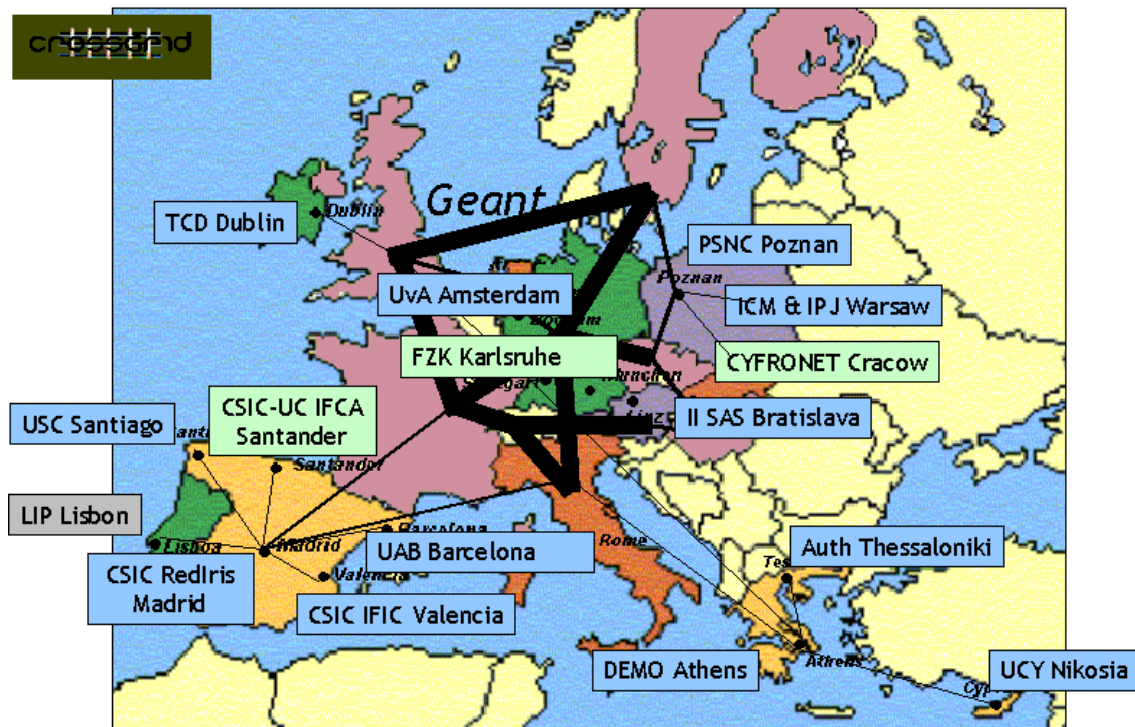 crossgrid
Geant
TCD Dublin
Dublin
PSNC Poznan
Poznan
UvA Amsterdam
ICM & IPJ Warsaw
FZK Karlsruhe
CYFRONET Cracow
CSIC-UC IFCA
Santander
USC Santiago
Linz
II SAS Bratislava
Santander
LIP Lisbon
Lisboa
Madrid
Barcelona
UAB Barcelona
Rome
Auth Thessaloniki
CSIC RedIris
Madrid
Valencia
CSIC IFIC Valencia
DEMO Athens
Athens
UCY Nikosia